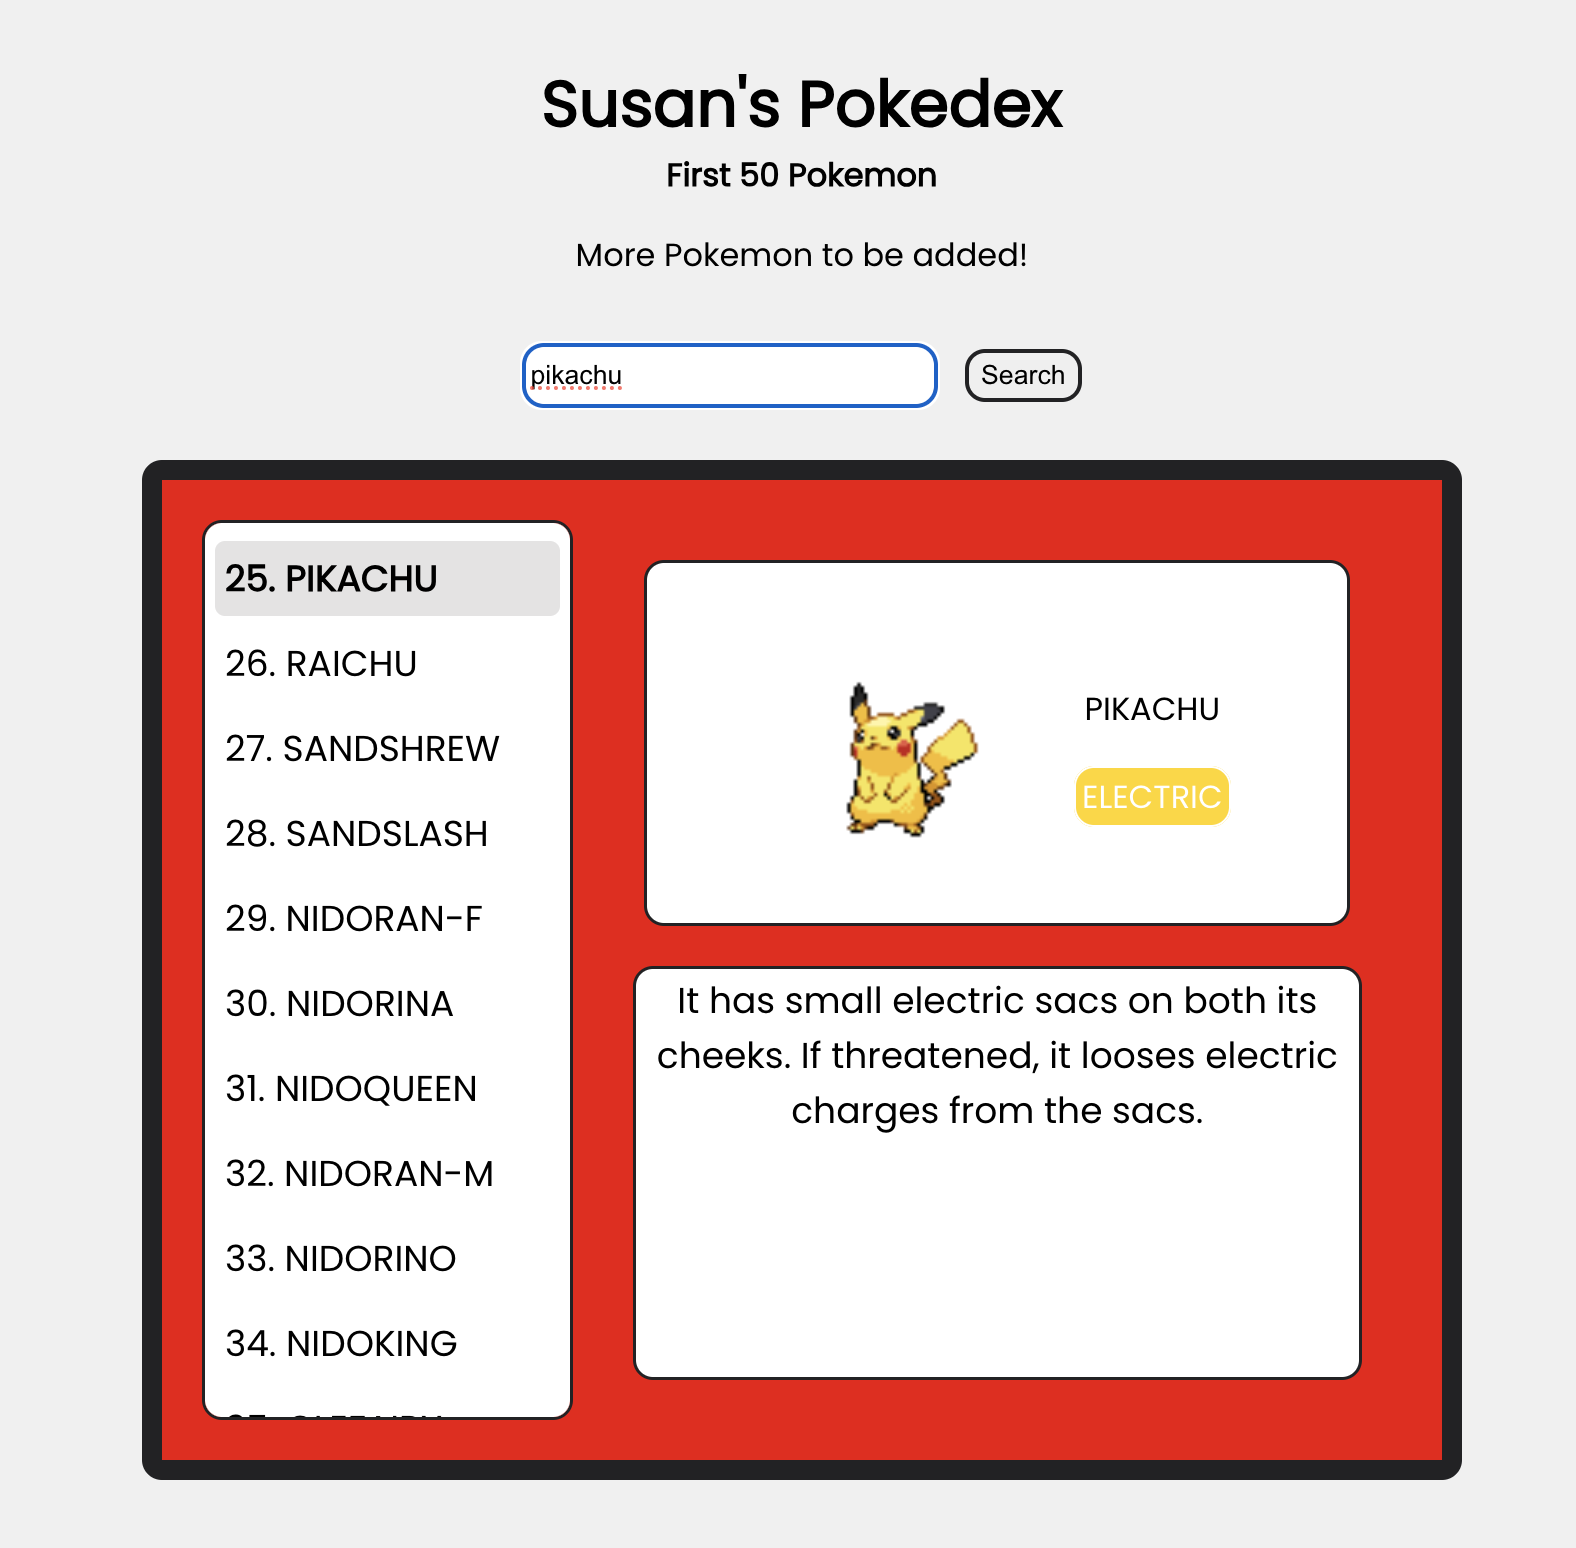 Susan's Pokedex
First 50 Pokemon
More Pokemon to be added!
pikachu
Search
25. PIKACHU
26. RAICHU
27. SANDSHREW
28. SANDSLASH
29. NIDORAN-F
30. NIDORINA
31. NIDOQUEEN
32. NIDORAN-M
33. NIDORINO
34. NIDOKING
PIKACHU
ELECTRIC
It has small electric sacs on both its
cheeks. If threatened, it looses electric
charges from the sacs.